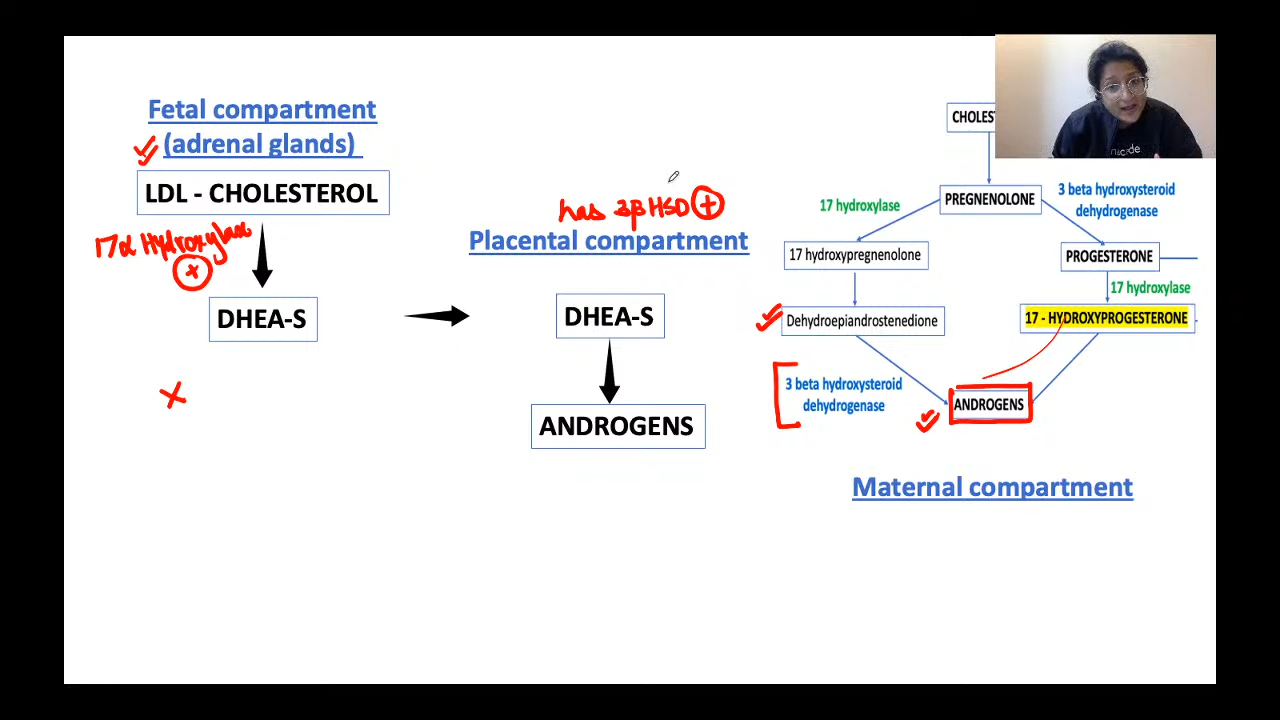 Fetal compartment
(adrenal glands)
LDL - CHOLESTEROL
17α Hydroxylase
+
DHEA-S
has 3β HSD +
Placental compartment
DHEA-S
ANDROGENS
CHOLEST
PREGNENOLONE
17 hydroxylase
3 beta hydroxysteroid
dehydrogenase
17 hydroxypregnenolone
PROGESTERONE
17 hydroxylase
Dehydroepiandrostenedione
17 - HYDROXYPROGESTERONE
3 beta hydroxysteroid
dehydrogenase
ANDROGENS
Maternal compartment